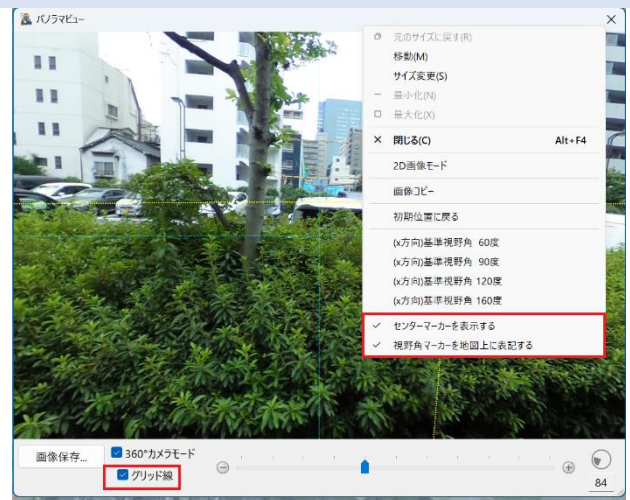 パノラマビュー
元のサイズに戻す(R)
移動(M)
サイズ変更(S)
最小化(N)
最大化(X)
閉じる(C) Alt+F4
2D画像モード
画像コピー
初期位置に戻る
(x方向)基準視野角 60度
(x方向)基準視野角 90度
(x方向)基準視野角 120度
(x方向)基準視野角 160度
センターマーカーを表示する
視野角マーカーを地図上に表記する
画像保存...
360°カメラモード
グリッド線
84